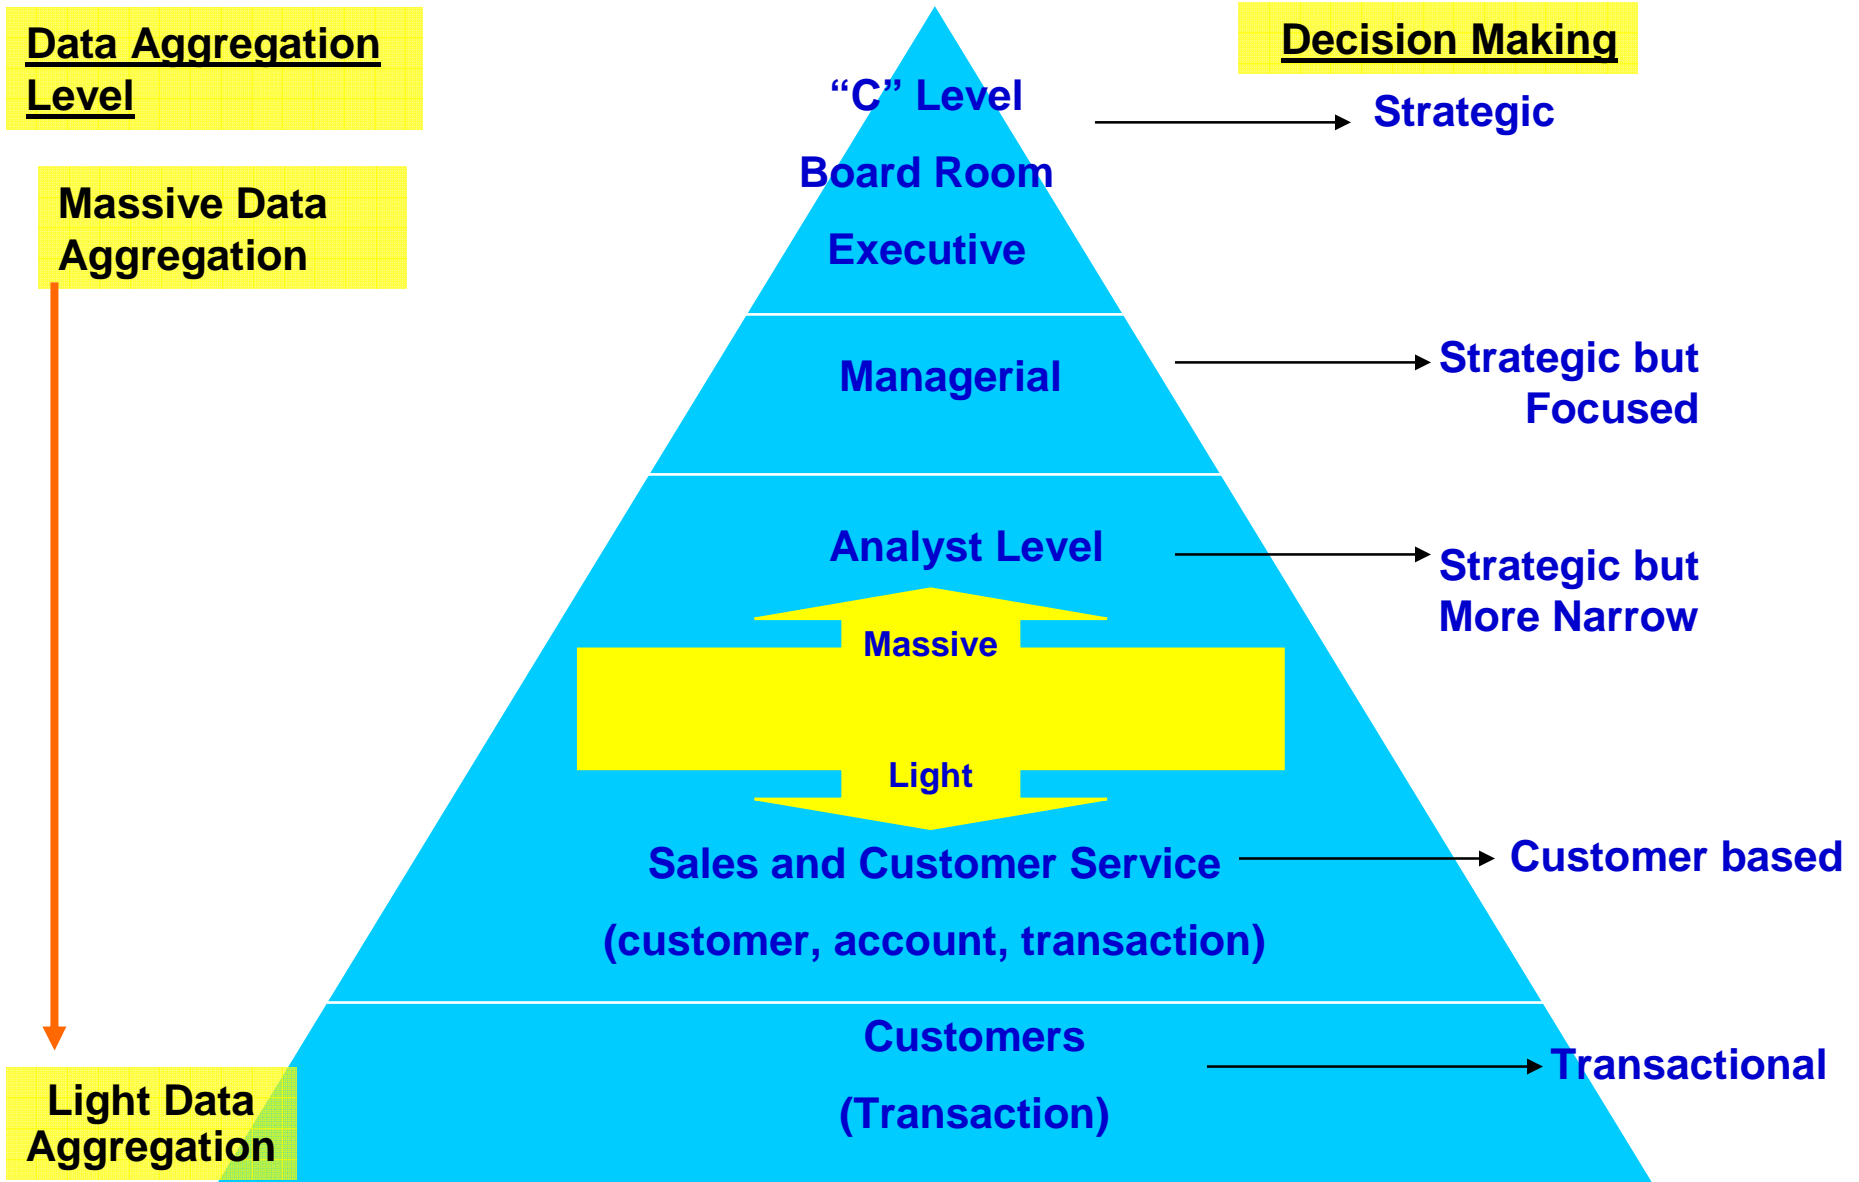 Data Aggregation
Level
Decision Making
“C” Level
Strategic
Board Room
Massive Data
Aggregation
Executive
Managerial
Strategic but
Focused
Analyst Level
Strategic but
More Narrow
Massive
Light
Sales and Customer Service
Customer based
(customer, account, transaction)
Customers
Transactional
(Transaction)
Light Data
Aggregation